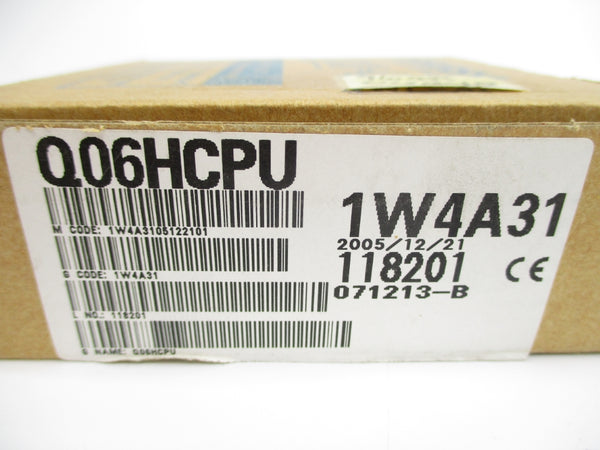 Q06HCPU
M CODE: 1W4A3105122101
G CODE: 1W4A31
L NO.: 118201
G NAME: Q06HCPU
1W4A31
2005/12/21
118201
CE
071213-B